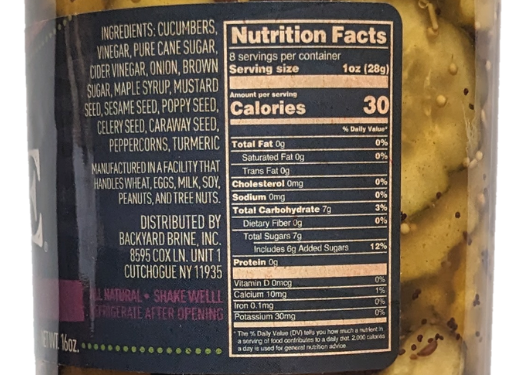 INGREDIENTS: CUCUMBERS,
VINEGAR, PURE CANE SUGAR,
CIDER VINEGAR, ONION, BROWN
SUGAR, MAPLE SYRUP, MUSTARD
SEED, SESAME SEED, POPPY SEED,
CELERY SEED, CARAWAY SEED,
PEPPERCORNS, TURMERIC
MANUFACTURED IN A FACILITY THAT
HANDLES WHEAT, EGGS, MILK, SOY,
PEANUTS, AND TREE NUTS.
DISTRIBUTED BY
BACKYARD BRINE, INC.
8595 COX LN. UNIT 1
CUTCHOGUE NY 11935
ALL NATURAL • SHAKE WELL
REFRIGERATE AFTER OPENING
NET WT. 16oz.
E
Nutrition Facts
8 servings per container
Serving size 1oz (28g)
Amount per serving
Calories 30
% Daily Value*
Total Fat 0g 0%
Saturated Fat 0g 0%
Trans Fat 0g
Cholesterol 0mg 0%
Sodium 0mg 0%
Total Carbohydrate 7g 3%
Dietary Fiber 0g 0%
Total Sugars 7g
Includes 6g Added Sugars 12%
Protein 0g
Vitamin D 0mcg 0%
Calcium 10mg 1%
Iron 0.1mg 0%
Potassium 30mg 0%
* The % Daily Value (DV) tells you how much a nutrient in
a serving of food contributes to a daily diet. 2,000 calories
a day is used for general nutrition advice.